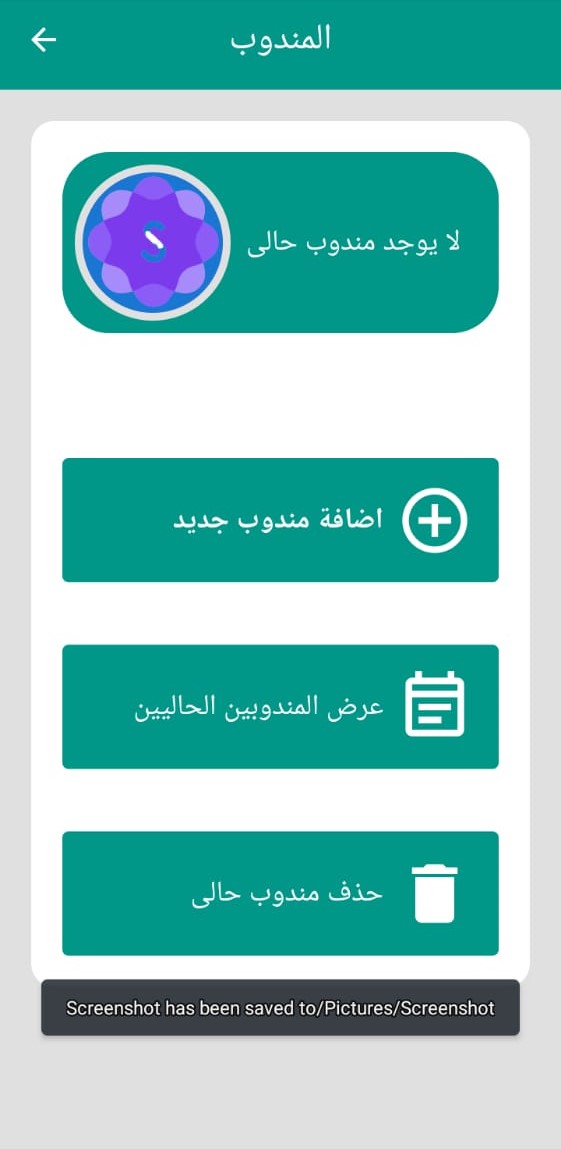 المندوب
لا يوجد مندوب حالى
S
اضافة مندوب جديد
عرض المندوبين الحاليين
حذف مندوب حالى
Screenshot has been saved to/Pictures/Screenshot